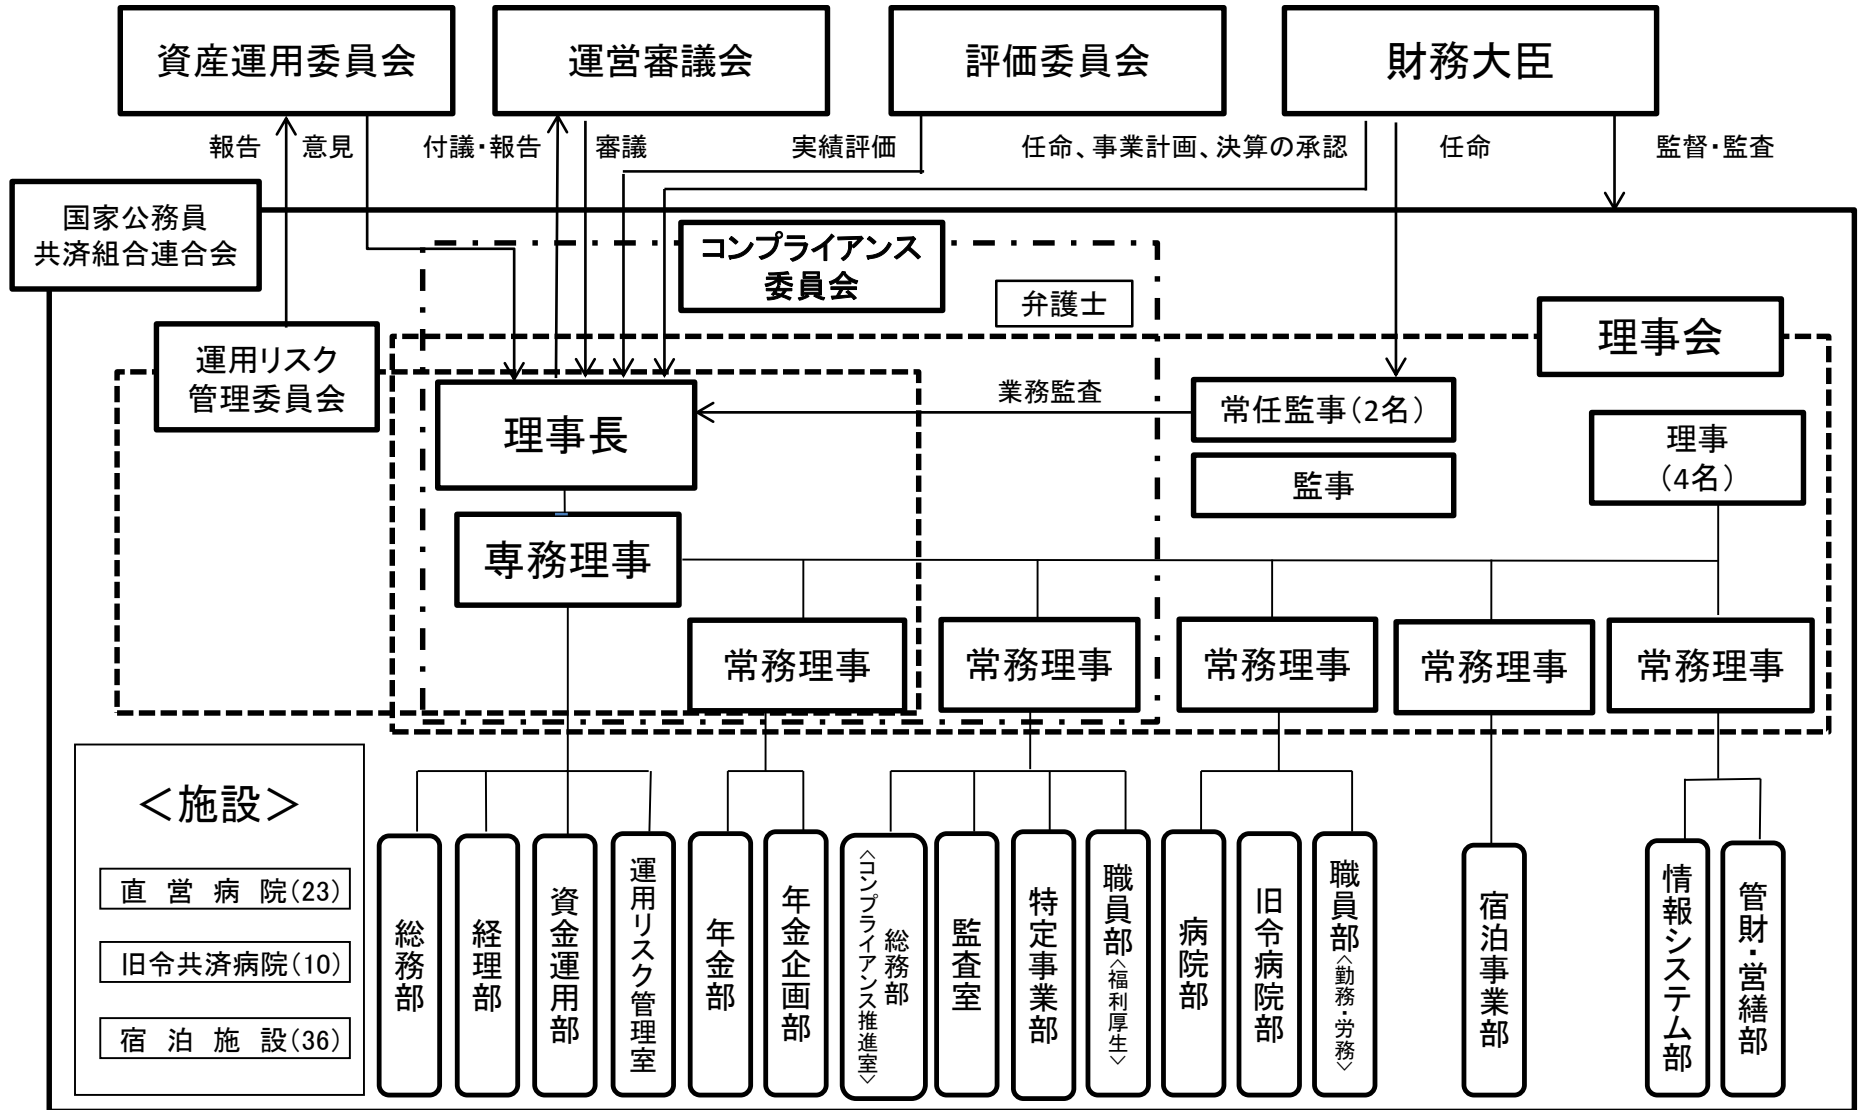 資産運用委員会
運営審議会
評価委員会
財務大臣
報告
意見
付議・報告
審議
実績評価
任命、事業計画、決算の承認
任命
監督・監査
国家公務員
共済組合連合会
コンプライアンス
委員会
弁護士
理事会
運用リスク
管理委員会
理事長
業務監査
常任監事(2名)
監事
理事
(4名)
専務理事
常務理事
常務理事
常務理事
常務理事
常務理事
＜施設＞
直 営 病 院(23)
旧令共済病院(10)
宿 泊 施 設(36)
総務部
経理部
資金運用部
運用リスク管理室
年金部
年金企画部
総務部
〈コンプライアンス推進室〉
監査室
特定事業部
職員部〈福利厚生〉
病院部
旧令病院部
職員部〈勤務・労務〉
宿泊事業部
情報システム部
管財・営繕部